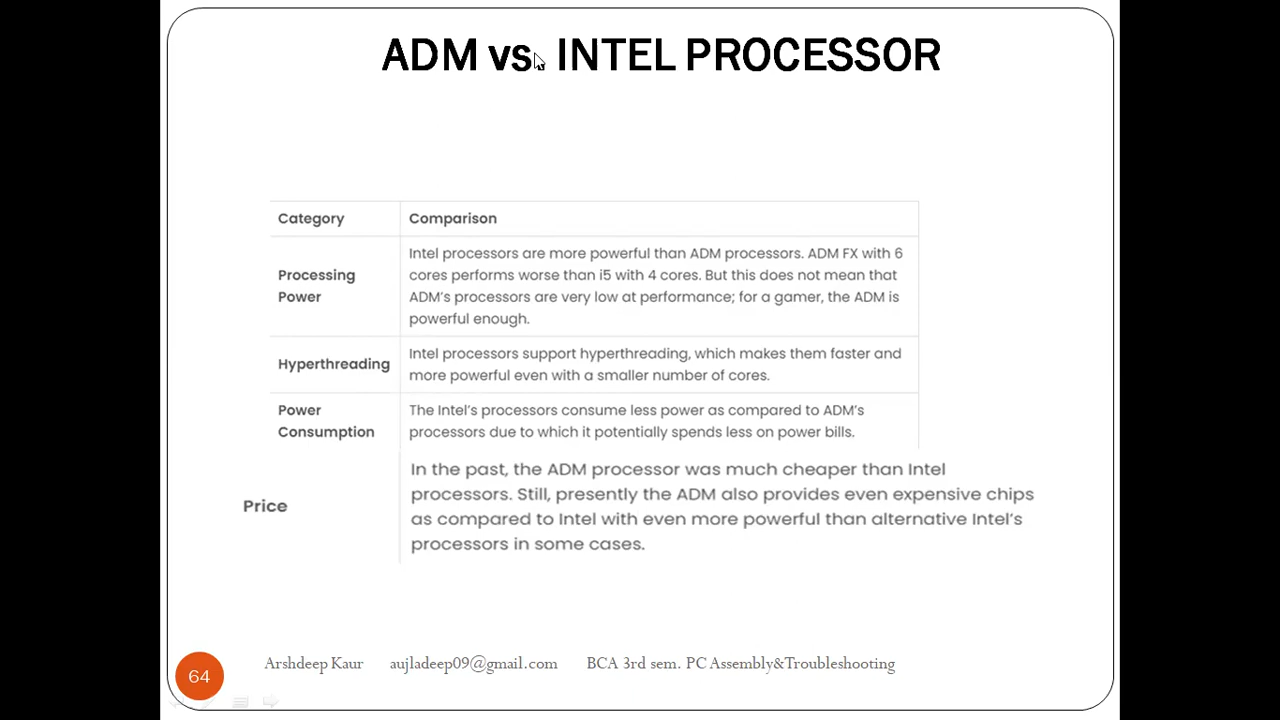 ADM vs. INTEL PROCESSOR
Category Comparison
Intel processors are more powerful than ADM processors. ADM FX with 6
Processing cores performs worse than i5 with 4 cores. But this does not mean that
Power ADM's processors are very low at performance; for a gamer, the ADM is
powerful enough.
Hyperthreading Intel processors support hyperthreading, which makes them faster and
more powerful even with a smaller number of cores.
Power The Intel's processors consume less power as compared to ADM's
Consumption processors due to which it potentially spends less on power bills.
In the past, the ADM processor was much cheaper than Intel
Price processors. Still, presently the ADM also provides even expensive chips
as compared to Intel with even more powerful than alternative Intel's
processors in some cases.
Arshdeep Kaur aujladeep09@gmail.com BCA 3rd sem. PC Assembly&Troubleshooting
64